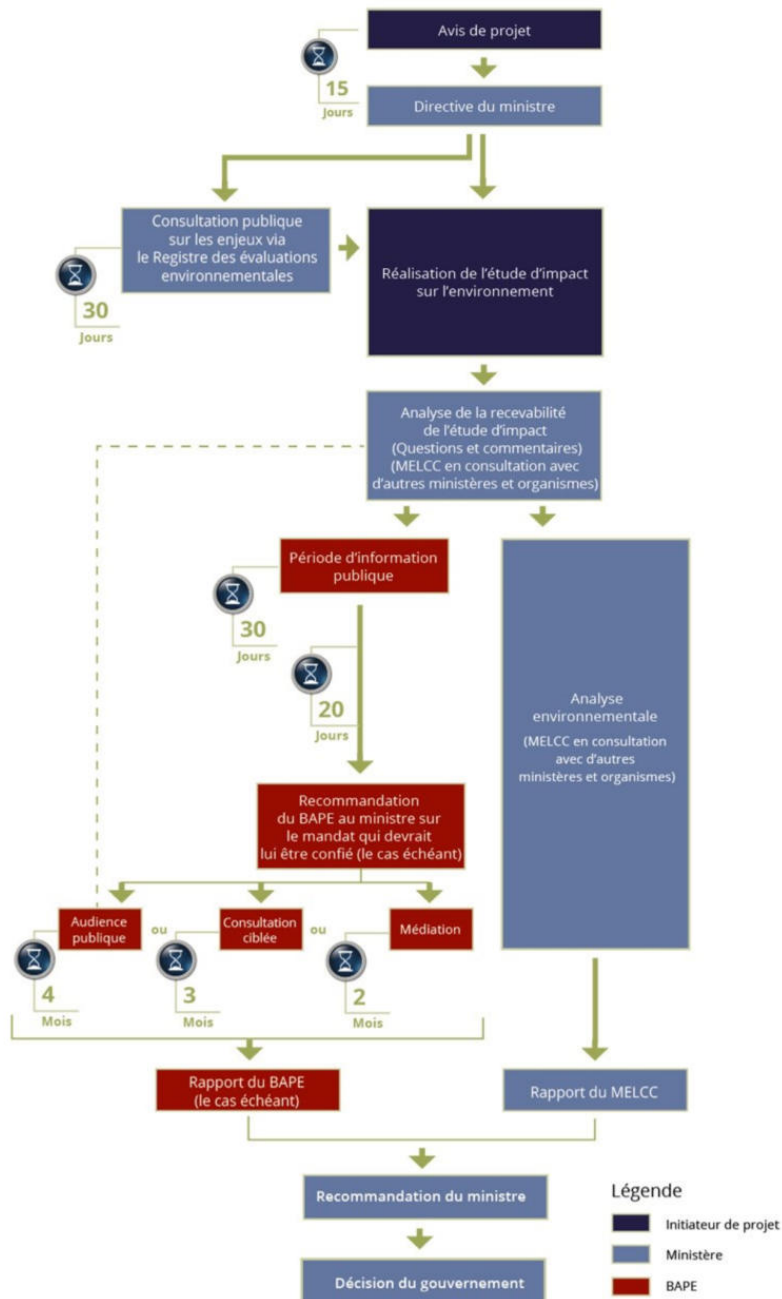 Avis de projet
15
Jours
Directive du ministre
Consultation publique
sur les enjeux via
le Registre des évaluations
environnementales
30
Jours
Réalisation de l'étude d'impact
sur l'environnement
Analyse de la recevabilité
de l'étude d'impact
(Questions et commentaires)
(MELCC en consultation avec
d'autres ministères et organismes)
Période d'information
publique
30
Jours
20
Jours
Analyse
environnementale
(MELCC en consultation
avec d'autres
ministères et organismes)
Recommandation
du BAPE au ministre sur
le mandat qui devrait
lui être confié (le cas échéant)
Audience
publique
ou
Consultation
ciblée
ou
Médiation
4
Mois
3
Mois
2
Mois
Rapport du BAPE
(le cas échéant)
Rapport du MELCC
Recommandation du ministre
Décision du gouvernement
Légende
Initiateur de projet
Ministère
BAPE